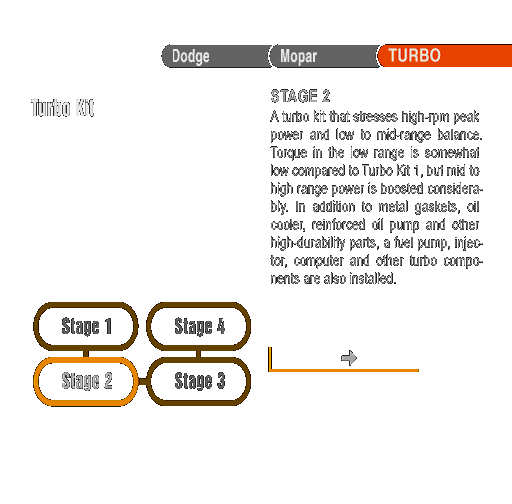 Dodge Mopar TURBO
Turbo Kit
STAGE 2
A turbo kit that stresses high-rpm peak
power and low to mid-range balance.
Torque in the low range is somewhat
low compared to Turbo Kit 1, but mid to
high range power is boosted considera-
bly. In addition to metal gaskets, oil
cooler, reinforced oil pump and other
high-durability parts, a fuel pump, injec-
tor, computer and other turbo compo-
nents are also installed.
Stage 1 Stage 4
Stage 2 Stage 3